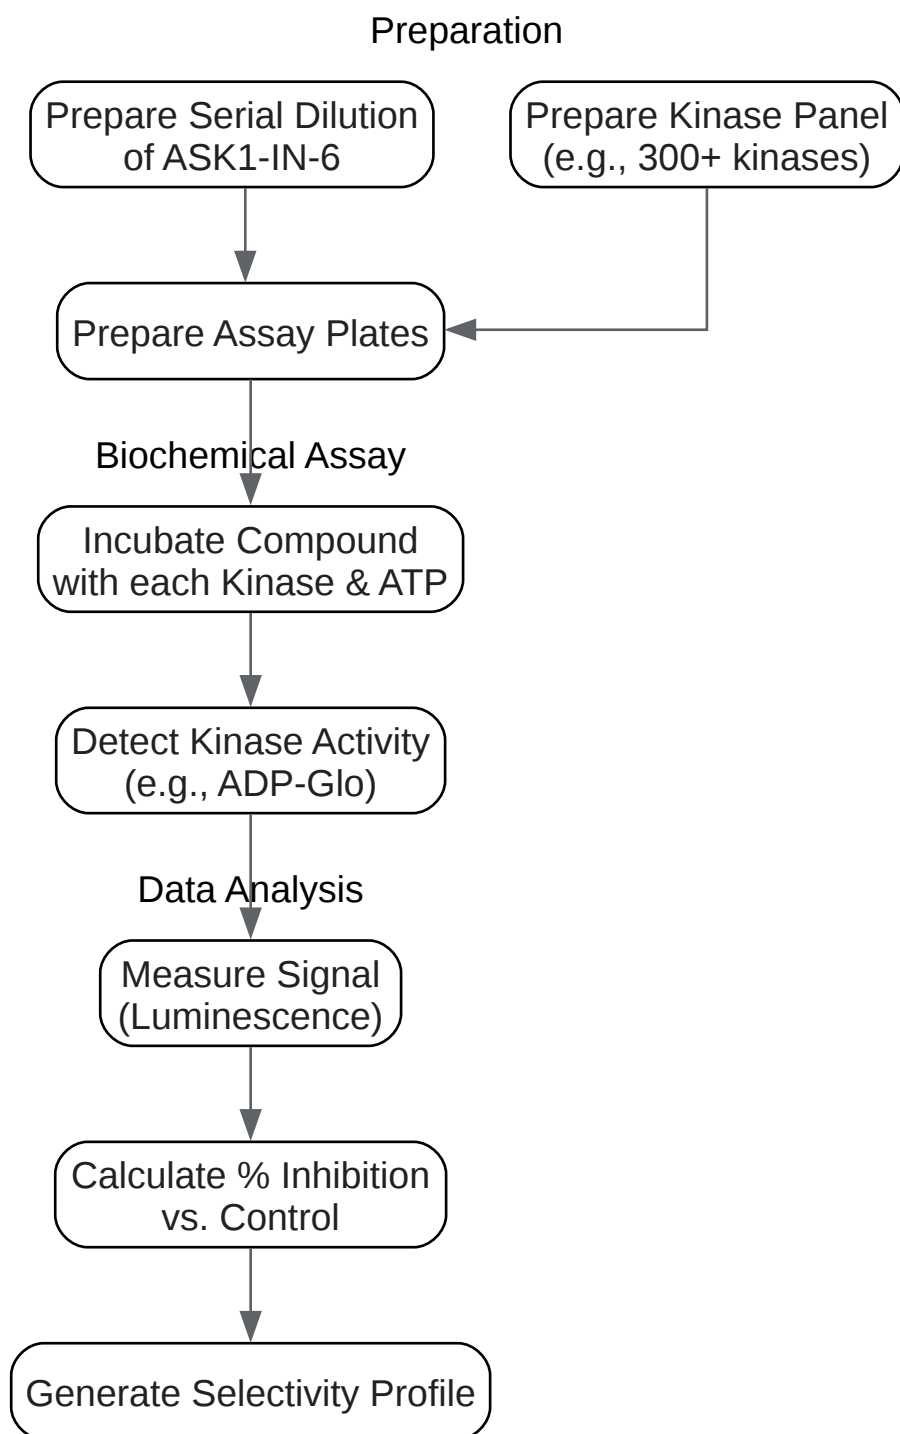 Preparation
Prepare Serial Dilution
of ASK1-IN-6
Prepare Kinase Panel
(e.g., 300+ kinases)
Prepare Assay Plates
Biochemical Assay
Incubate Compound
with each Kinase & ATP
Detect Kinase Activity
(e.g., ADP-Glo)
Data Analysis
Measure Signal
(Luminescence)
Calculate % Inhibition
vs. Control
Generate Selectivity Profile